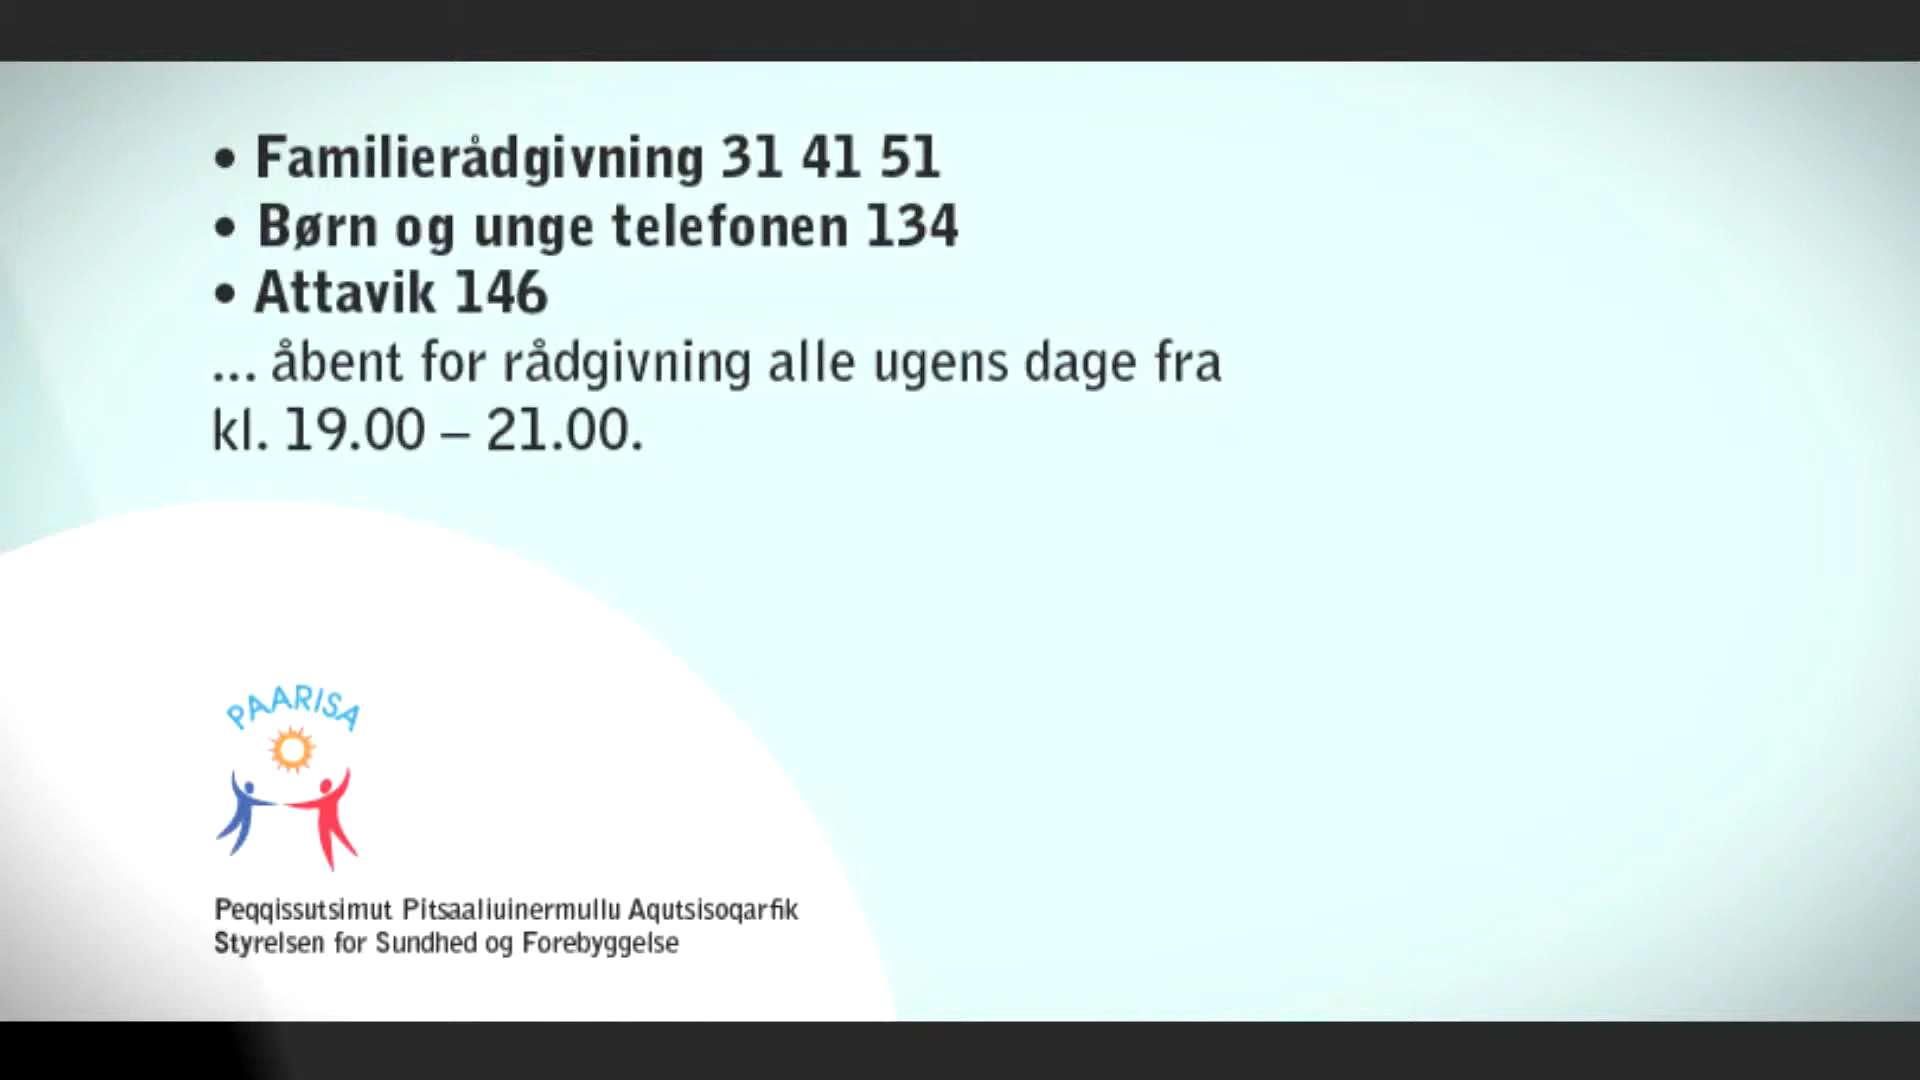 • Familierådgivning 31 41 51
• Børn og unge telefonen 134
• Attavik 146
... åbent for rådgivning alle ugens dage fra
kl. 19.00 – 21.00.
PAARISA
Peqqissutsimut Pitsaaliuinermullu Aqutsisoqarfik
Styrelsen for Sundhed og Forebyggelse